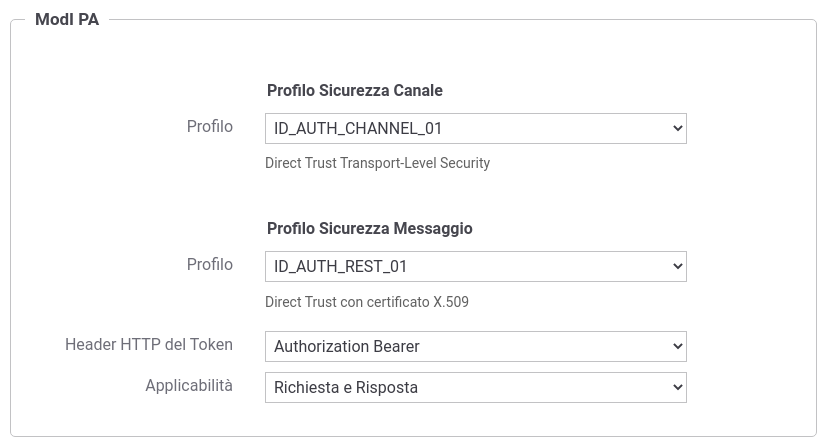 ModI PA
Profilo Sicurezza Canale
Profilo ID_AUTH_CHANNEL_01
Direct Trust Transport-Level Security
Profilo Sicurezza Messaggio
Profilo ID_AUTH_REST_01
Direct Trust con certificato X.509
Header HTTP del Token Authorization Bearer
Applicabilità Richiesta e Risposta